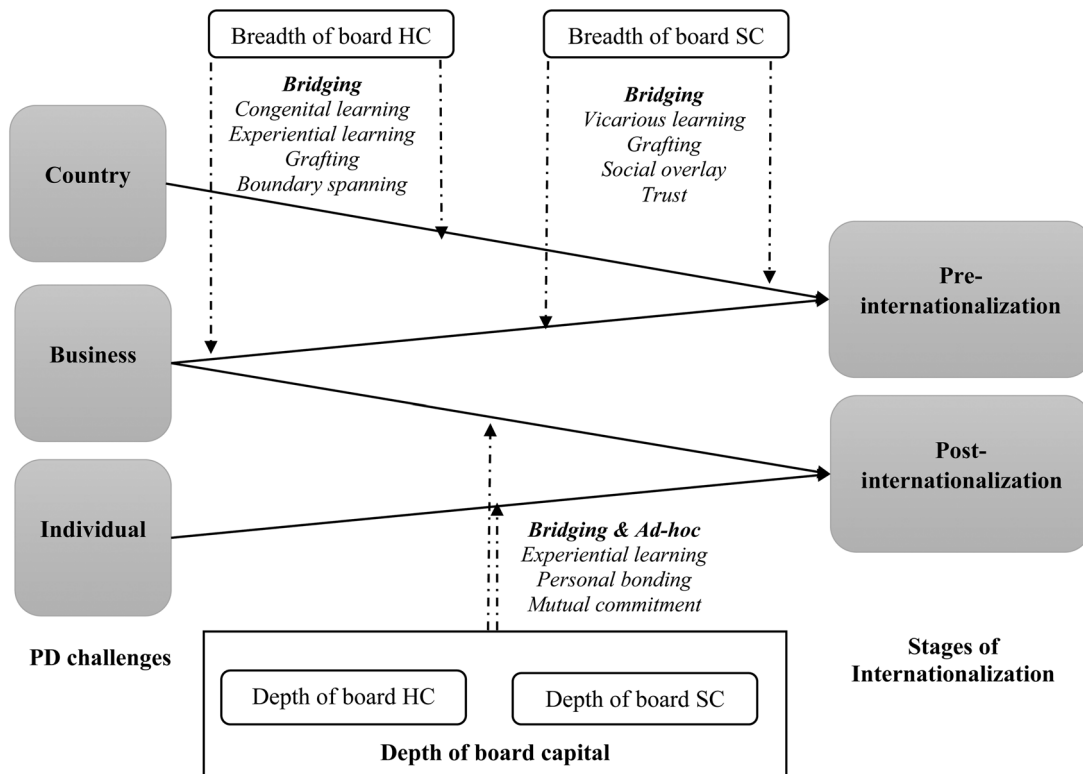 Breadth of board HC
Breadth of board SC
Bridging
Congenital learning
Experiential learning
Grafting
Boundary spanning
Bridging
Vicarious learning
Grafting
Social overlay
Trust
Country
Business
Individual
Pre-
internationalization
Post-
internationalization
Bridging & Ad-hoc
Experiential learning
Personal bonding
Mutual commitment
PD challenges
Stages of
Internationalization
Depth of board HC
Depth of board SC
Depth of board capital